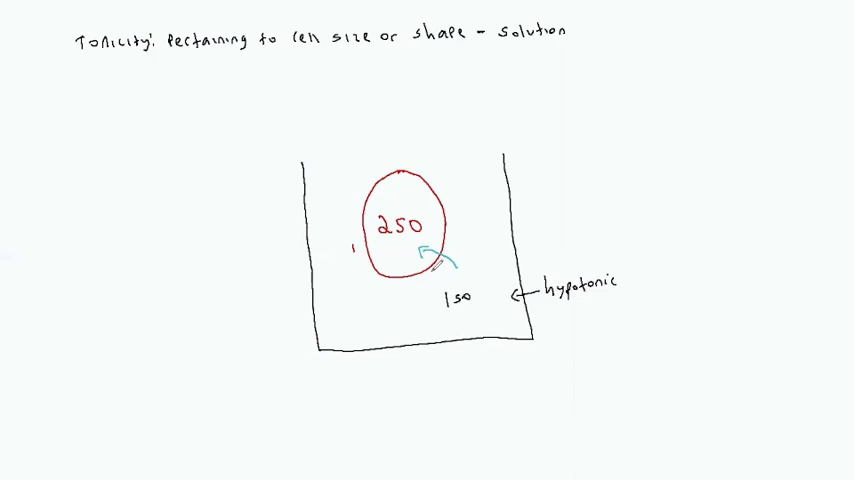 Tonicity: Pertaining to cell size or shape - solution
250
150
hypotonic